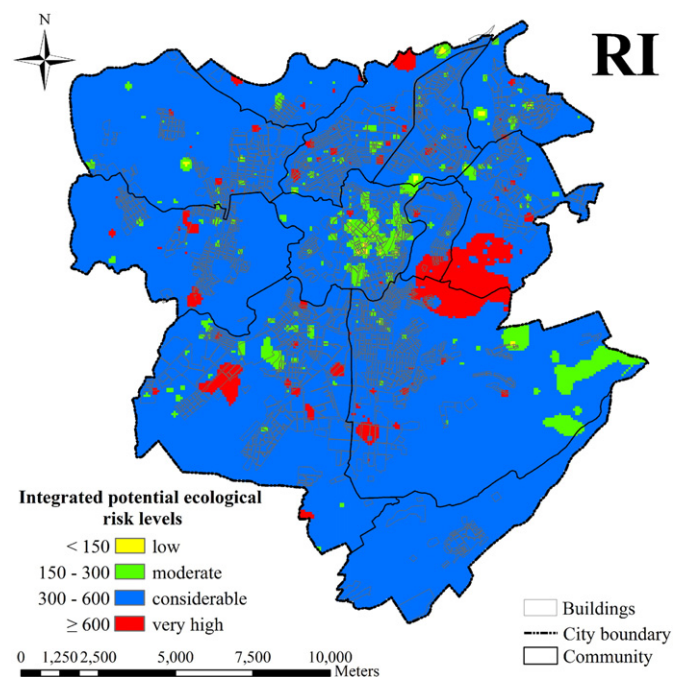 N
RI
Integrated potential ecological
risk levels
< 150 low
150 - 300 moderate
300 - 600 considerable
≥ 600 very high
Buildings
City boundary
Community
0 1,250 2,500 5,000 7,500 10,000
Meters